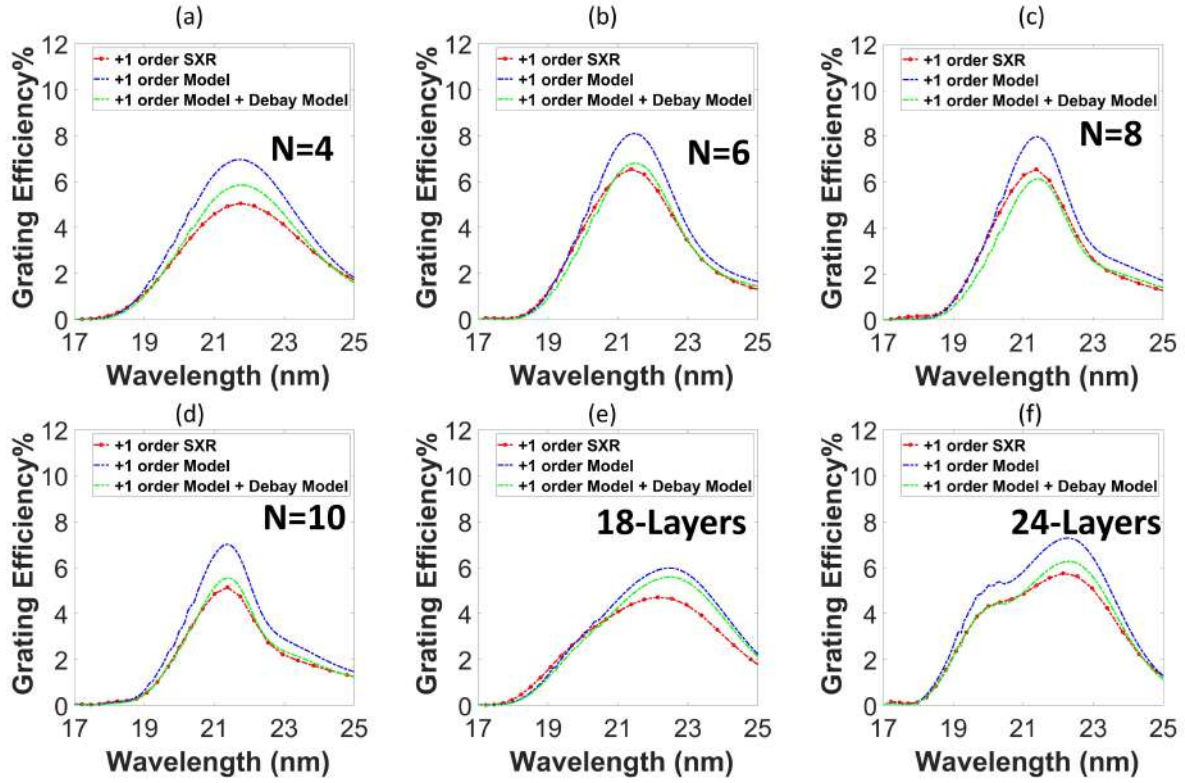 (a)
12
10
8
6
4
2
0
Grating Efficiency%
+1 order SXR
+1 order Model
+1 order Model + Debay Model
N=4
17 19 21 23 25
Wavelength (nm)
(b)
12
10
8
6
4
2
0
Grating Efficiency%
+1 order SXR
+1 order Model
+1 order Model + Debay Model
N=6
17 19 21 23 25
Wavelength (nm)
(c)
12
10
8
6
4
2
0
Grating Efficiency%
+1 order SXR
+1 order Model
+1 order Model + Debay Model
N=8
17 19 21 23 25
Wavelength (nm)
(d)
12
10
8
6
4
2
0
Grating Efficiency%
+1 order SXR
+1 order Model
+1 order Model + Debay Model
N=10
17 19 21 23 25
Wavelength (nm)
(e)
12
10
8
6
4
2
0
Grating Efficiency%
+1 order SXR
+1 order Model
+1 order Model + Debay Model
18-Layers
17 19 21 23 25
Wavelength (nm)
(f)
12
10
8
6
4
2
0
Grating Efficiency%
+1 order SXR
+1 order Model
+1 order Model + Debay Model
24-Layers
17 19 21 23 25
Wavelength (nm)